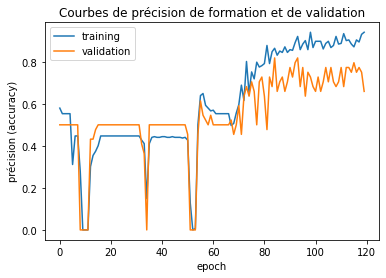 Courbes de précision de formation et de validation
training
validation
précision (accuracy)
0.8
0.6
0.4
0.2
0.0
0 20 40 60 80 100 120
epoch